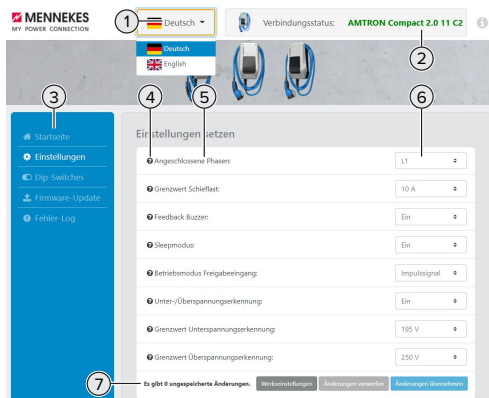 MENNEKES
MY POWER CONNECTION
1
Deutsch
Verbindungsstatus: AMTRON Compact 2.0 11 C2
Deutsch
English
2
3
4
5
6
Startseite
Einstellungen
Dip-Switches
Firmware-Update
Fehler-Log
Einstellungen setzen
Angeschlossene Phasen: L1
Grenzwert Schieflast: 10 A
Feedback Buzzer: Ein
Sleepmodus: Ein
Betriebsmodus Freigabeeingang: Impulssignal
Unter-/Überspannungserkennung: Ein
Grenzwert Unterspannungserkennung: 195 V
Grenzwert Überspannungserkennung: 250 V
7
Es gibt 0 ungespeicherte Änderungen. Werkseinstellungen Änderungen verwerfen Änderungen übernehmen